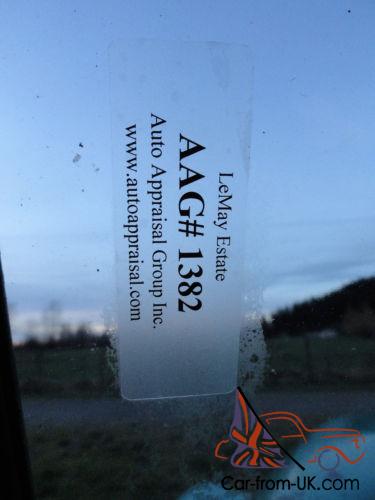 LeMay Estate
AAG# 1382
Auto Appraisal Group Inc.
www.autoappraisal.com
Car-from-UK.com